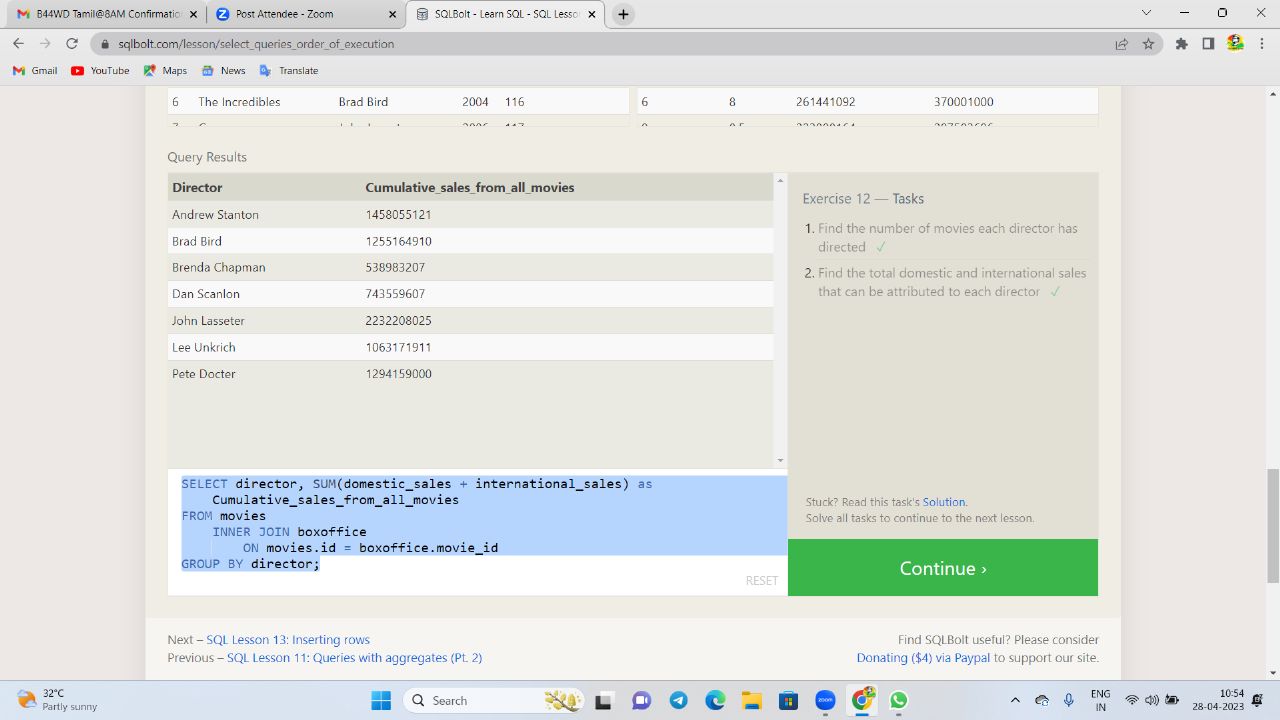 B44WD Tamil@8AM Confirmation
Post Attendee - Zoom
SQLBolt - Learn SQL - SQL Lesso
sqlbolt.com/lesson/select_queries_order_of_execution
Gmail YouTube Maps News Translate
6 The Incredibles Brad Bird 2004 116 6 8 261441092 370001000
Query Results
Director Cumulative_sales_from_all_movies
Andrew Stanton 1458055121
Brad Bird 1255164910
Brenda Chapman 538983207
Dan Scanlon 743559607
John Lasseter 2232208025
Lee Unkrich 1063171911
Pete Docter 1294159000
Exercise 12 — Tasks
1. Find the number of movies each director has
directed ✓
2. Find the total domestic and international sales
that can be attributed to each director ✓
Stuck? Read this task's Solution.
Solve all tasks to continue to the next lesson.
Continue ›
SELECT director, SUM(domestic_sales + international_sales) as
Cumulative_sales_from_all_movies
FROM movies
INNER JOIN boxoffice
ON movies.id = boxoffice.movie_id
GROUP BY director;
RESET
Next – SQL Lesson 13: Inserting rows
Previous – SQL Lesson 11: Queries with aggregates (Pt. 2)
Find SQLBolt useful? Please consider
Donating ($4) via Paypal to support our site.
32°C
Partly sunny
Search
zoom
ENG
IN
10:54
28-04-2023